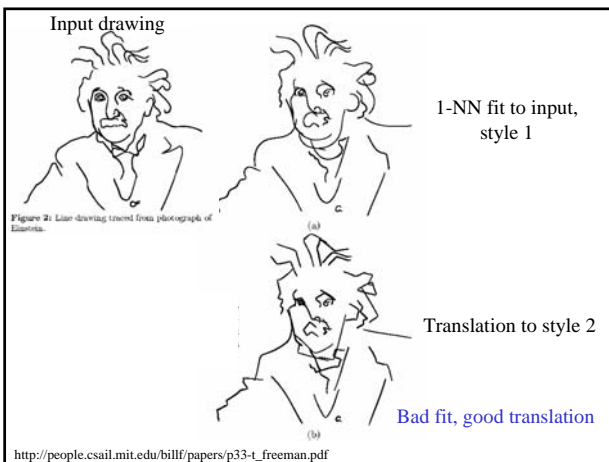 Input drawing
1-NN fit to input,
style 1
Figure 2: Line drawing traced from photograph of
Einstein.
(a)
Translation to style 2
Bad fit, good translation
(b)
http://people.csail.mit.edu/billf/papers/p33-t_freeman.pdf